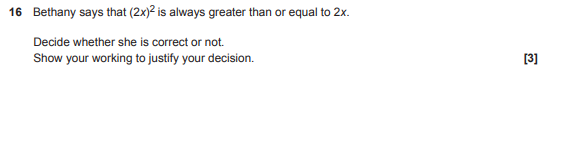 16 Bethany says that (2x)² is always greater than or equal to 2x.
Decide whether she is correct or not.
Show your working to justify your decision. [3]